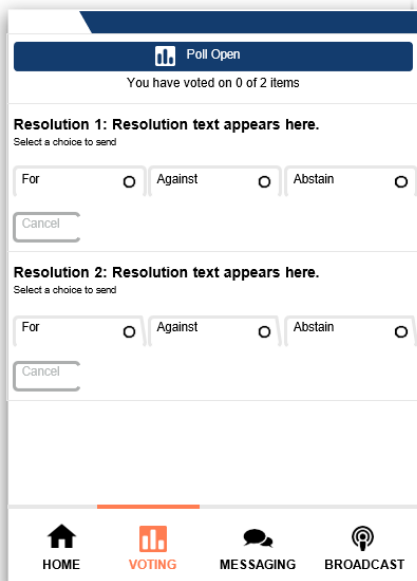 Poll Open
You have voted on 0 of 2 items
Resolution 1: Resolution text appears here.
Select a choice to send
For Against Abstain
Cancel
Resolution 2: Resolution text appears here.
Select a choice to send
For Against Abstain
Cancel
HOME VOTING MESSAGING BROADCAST